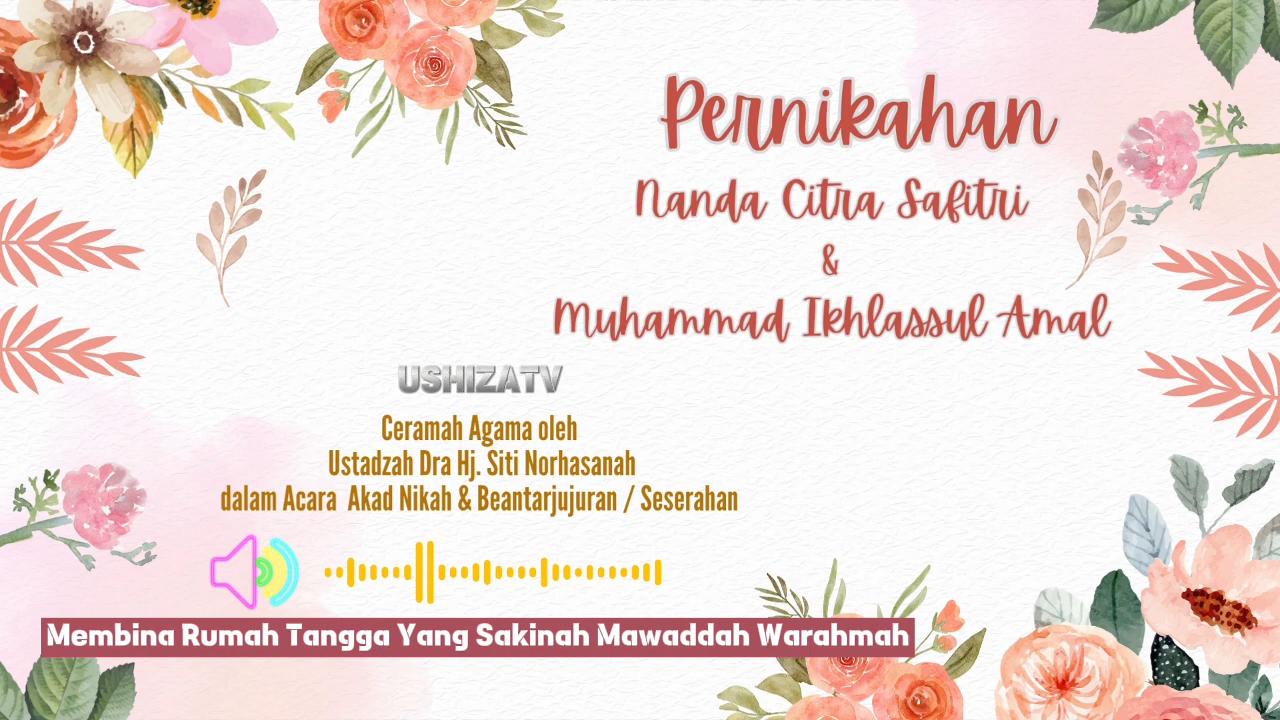 Pernikahan
Nanda Citra Safitri
&
Muhammad Ikhlassul Amal
USHIZATV
Ceramah Agama oleh
Ustadzah Dra Hj. Siti Norhasanah
dalam Acara Akad Nikah & Beantarjujuran / Seserahan
Membina Rumah Tangga Yang Sakinah Mawaddah Warahmah